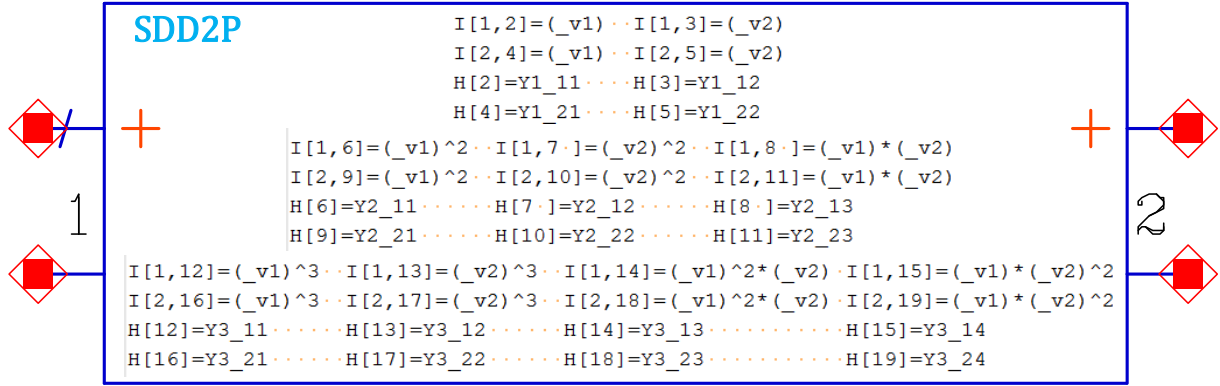 SDD2P
I[1,2]=(_v1)··I[1,3]=(_v2)
I[2,4]=(_v1)··I[2,5]=(_v2)
H[2]=Y1_11····H[3]=Y1_12
H[4]=Y1_21····H[5]=Y1_22
I[1,6]=(_v1)^2··I[1,7·]=(_v2)^2··I[1,8·]=(_v1)*(_v2)
I[2,9]=(_v1)^2··I[2,10]=(_v2)^2··I[2,11]=(_v1)*(_v2)
H[6]=Y2_11······H[7·]=Y2_12······H[8·]=Y2_13
H[9]=Y2_21······H[10]=Y2_22······H[11]=Y2_23
1
2
I[1,12]=(_v1)^3··I[1,13]=(_v2)^3··I[1,14]=(_v1)^2*(_v2)·I[1,15]=(_v1)*(_v2)^2
I[2,16]=(_v1)^3··I[2,17]=(_v2)^3··I[2,18]=(_v1)^2*(_v2)·I[2,19]=(_v1)*(_v2)^2
H[12]=Y3_11······H[13]=Y3_12······H[14]=Y3_13············H[15]=Y3_14
H[16]=Y3_21······H[17]=Y3_22······H[18]=Y3_23············H[19]=Y3_24